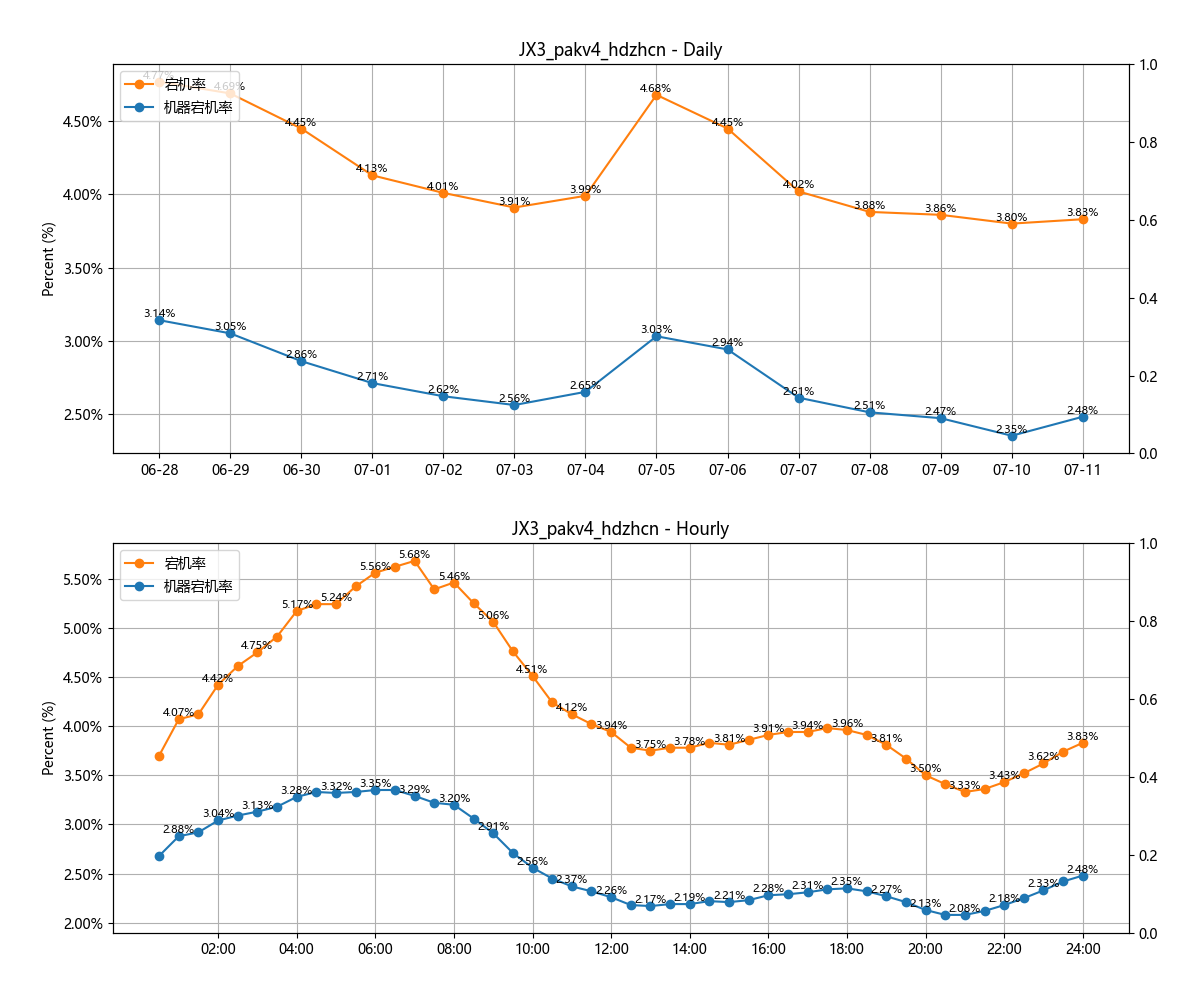 JX3_pakv4_hdzhcn - Daily
宕机率
机器宕机率
4.77% 4.69% 4.45% 4.13% 4.01% 3.91% 3.99% 4.68% 4.45% 4.02% 3.88% 3.86% 3.80% 3.83%
3.14% 3.05% 2.86% 2.71% 2.62% 2.56% 2.65% 3.03% 2.94% 2.61% 2.51% 2.47% 2.35% 2.48%
Percent (%)
4.50%
4.00%
3.50%
3.00%
2.50%
1.0
0.8
0.6
0.4
0.2
0.0
06-28 06-29 06-30 07-01 07-02 07-03 07-04 07-05 07-06 07-07 07-08 07-09 07-10 07-11
JX3_pakv4_hdzhcn - Hourly
宕机率
机器宕机率
4.07% 4.42% 4.75% 5.17% 5.24% 5.56% 5.68% 5.46% 5.06% 4.51% 4.12% 3.94% 3.75% 3.78% 3.81% 3.91% 3.94% 3.96% 3.81% 3.50% 3.33% 3.43% 3.62% 3.83%
2.88% 3.04% 3.13% 3.28% 3.32% 3.35% 3.29% 3.20% 2.91% 2.56% 2.37% 2.26% 2.17% 2.19% 2.21% 2.28% 2.31% 2.35% 2.27% 2.13% 2.08% 2.18% 2.33% 2.48%
Percent (%)
5.50%
5.00%
4.50%
4.00%
3.50%
3.00%
2.50%
2.00%
1.0
0.8
0.6
0.4
0.2
0.0
02:00 04:00 06:00 08:00 10:00 12:00 14:00 16:00 18:00 20:00 22:00 24:00